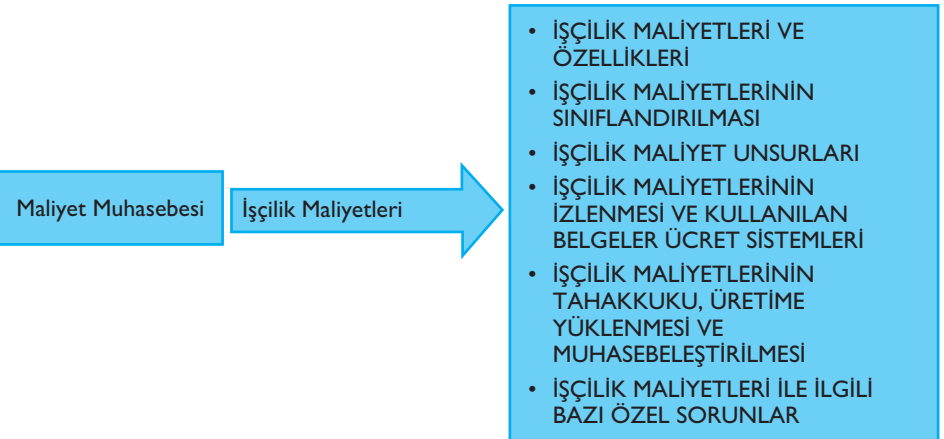 Maliyet Muhasebesi
İşçilik Maliyetleri
• İŞÇİLİK MALİYETLERİ VE
ÖZELLİKLERİ
• İŞÇİLİK MALİYETLERİNİN
SINIFLANDIRILMASI
• İŞÇİLİK MALİYET UNSURLARI
• İŞÇİLİK MALİYETLERİNİN
İZLENMESİ VE KULLANILAN
BELGELER ÜCRET SİSTEMLERİ
• İŞÇİLİK MALİYETLERİNİN
TAHAKKUKU, ÜRETİME
YÜKLENMESİ VE
MUHASEBELEŞTİRİLMESİ
• İŞÇİLİK MALİYETLERİ İLE İLGİLİ
BAZI ÖZEL SORUNLAR